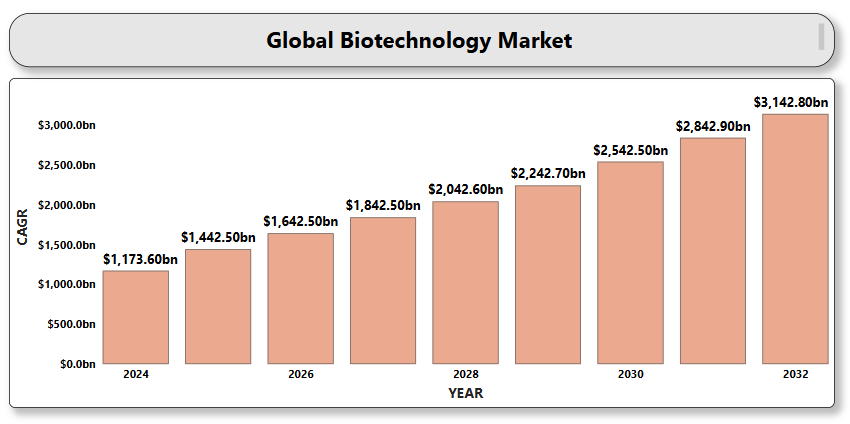 Global Biotechnology Market
$3,142.80bn
$2,842.90bn
$2,542.50bn
$2,242.70bn
$2,042.60bn
$1,842.50bn
$1,642.50bn
$1,442.50bn
$1,173.60bn
$3,000.0bn
$2,500.0bn
$2,000.0bn
$1,500.0bn
$1,000.0bn
$500.0bn
$0.0bn
CAGR
2024 2026 2028 2030 2032
YEAR